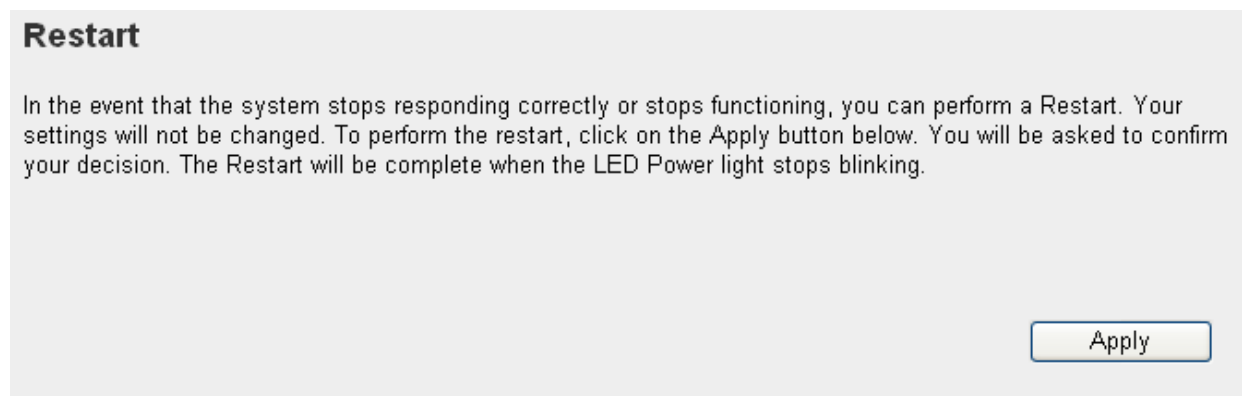 Restart
In the event that the system stops responding correctly or stops functioning, you can perform a Restart. Your
settings will not be changed. To perform the restart, click on the Apply button below. You will be asked to confirm
your decision. The Restart will be complete when the LED Power light stops blinking.
Apply